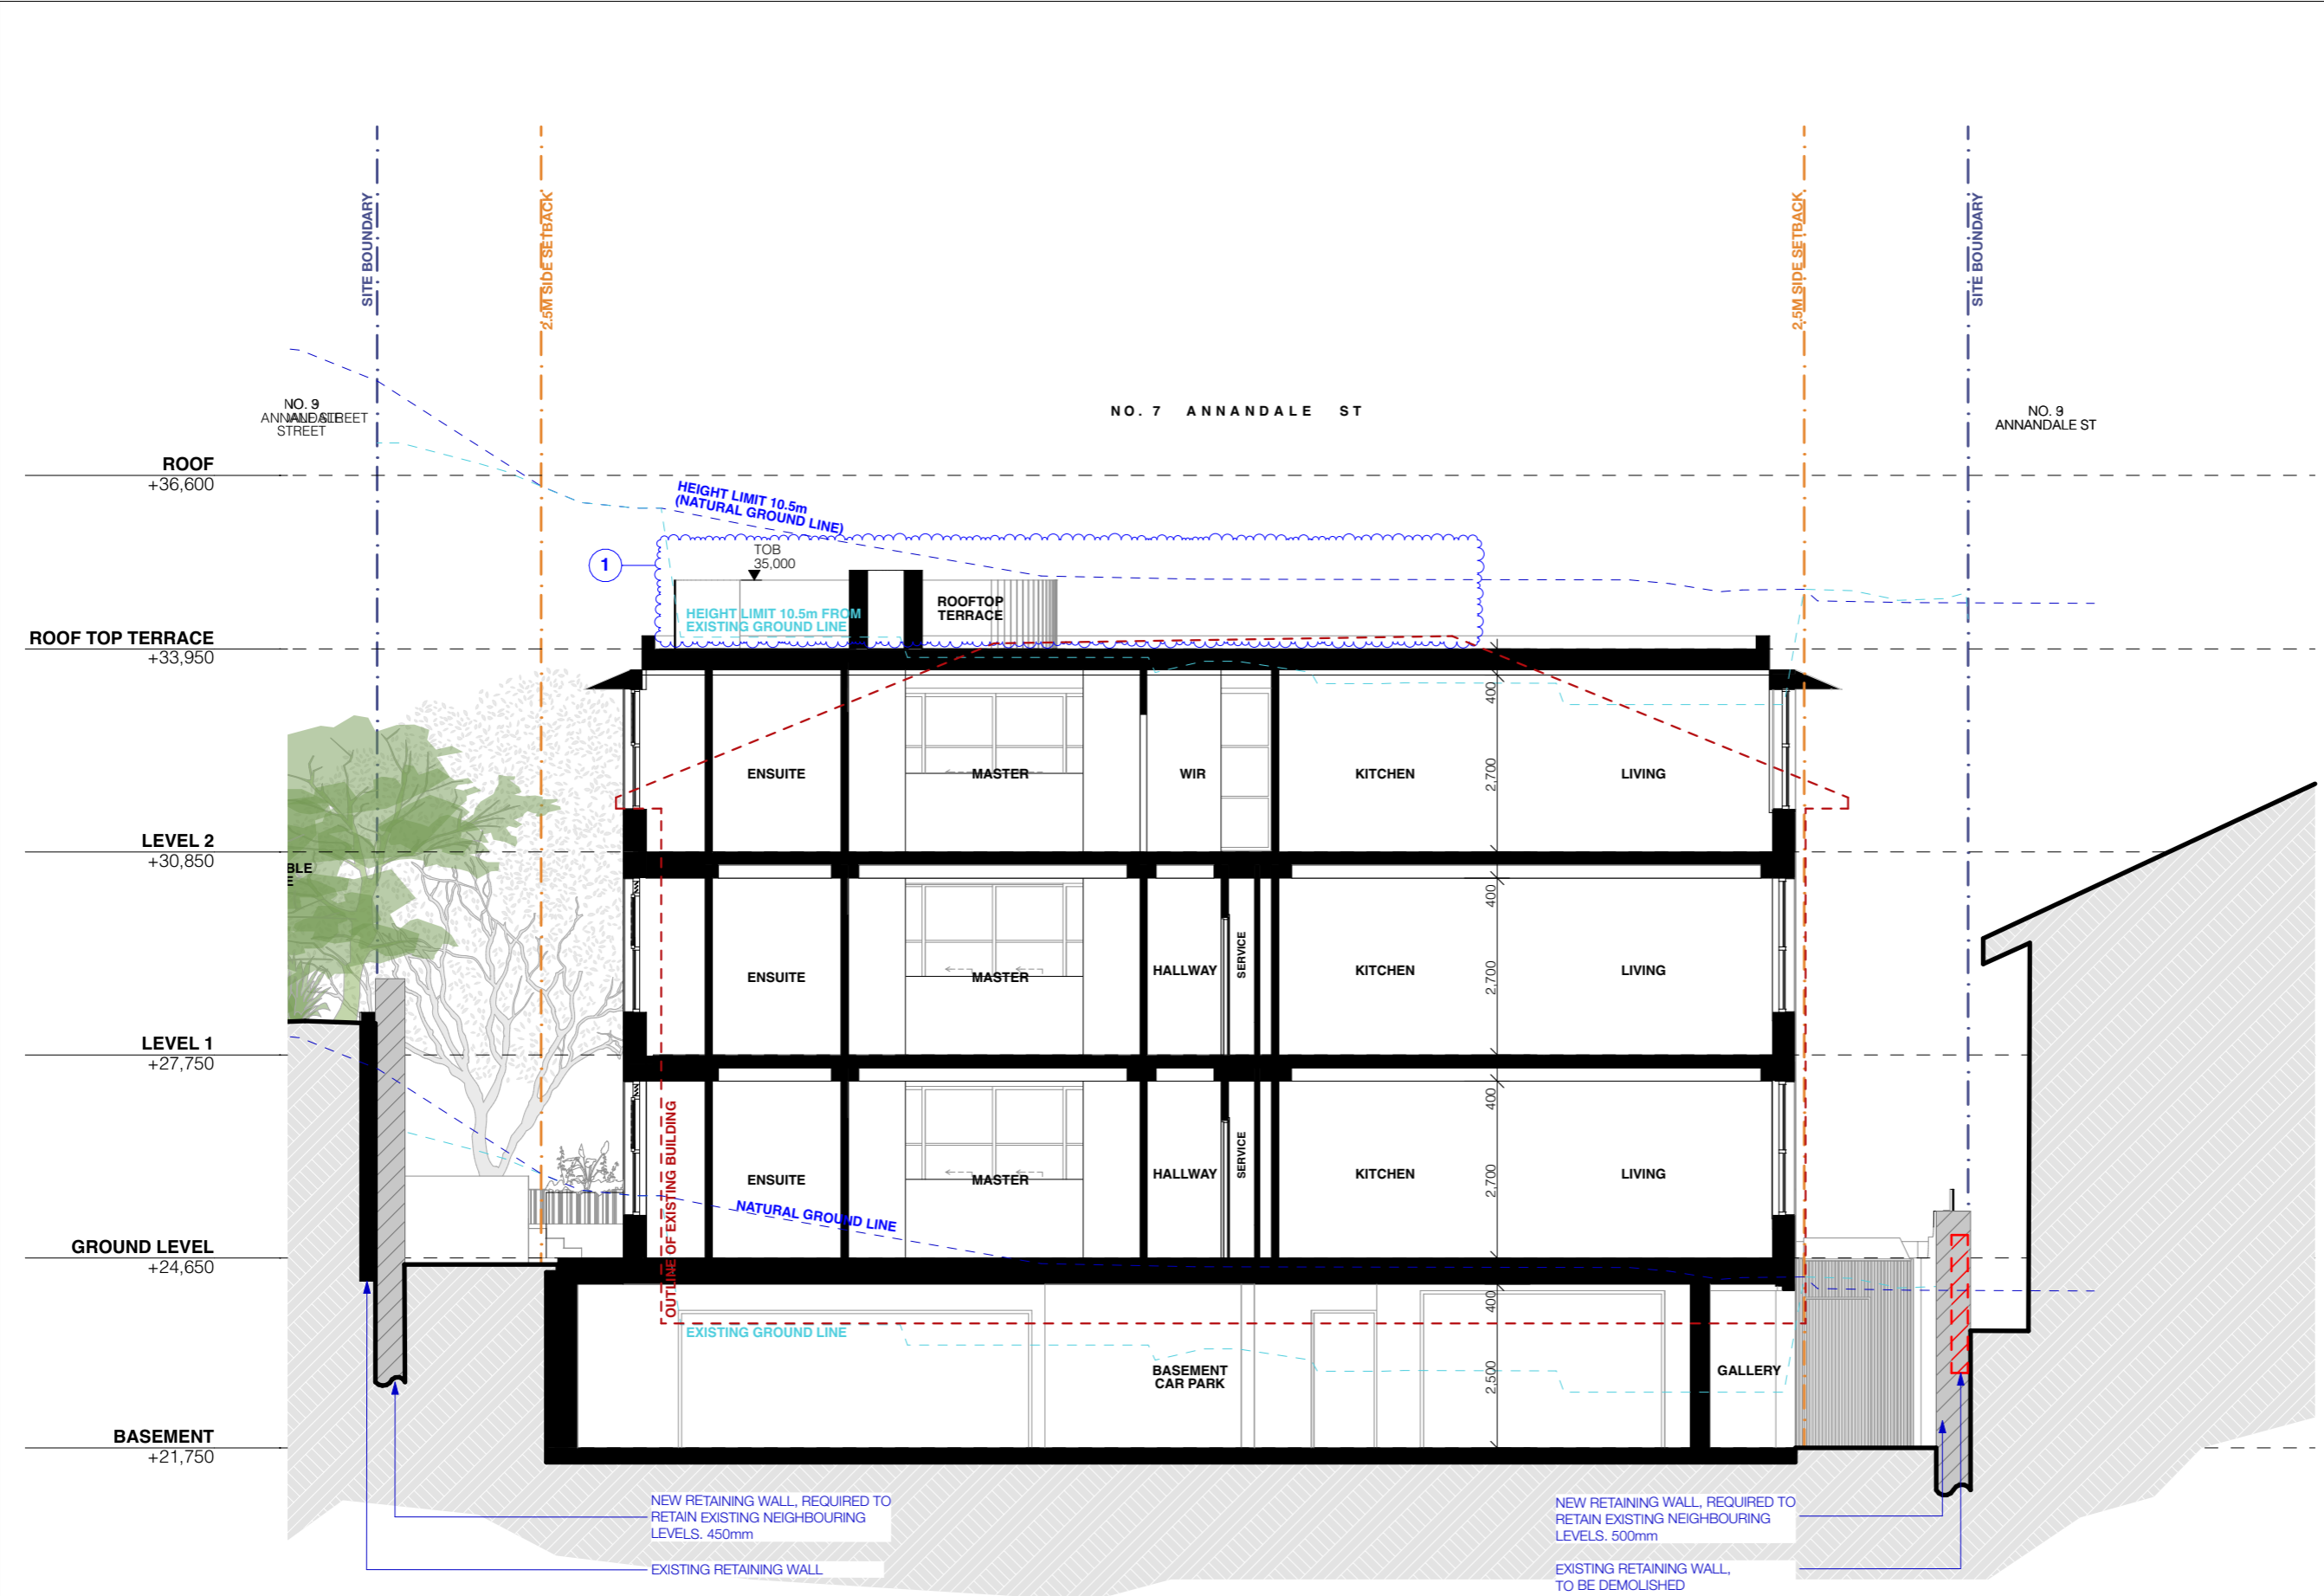 SITE BOUNDARY
2.5M SIDE SETBACK
2.5M SIDE SETBACK
SITE BOUNDARY
NO. 7 ANNANDALE ST
NO.
STREET
STREET
NO.
ANNANDALE ST
ROOF
+36,600
HEIGHT LIMIT 10.5m
(NATURAL GROUND LINE)
1
TOB
35,000
HEIGHT LIMIT 10.5m FROM
EXISTING GROUND LINE
ROOFTOP
TERRACE
ROOF TOP TERRACE
+33,950
400
ENSUITE
MASTER
WIR
KITCHEN
2,700
LIVING
LEVEL 2
+30,850
BLE
E
400
ENSUITE
MASTER
HALLWAY
SERVICE
KITCHEN
2,700
LIVING
LEVEL 1
+27,750
400
OUTLINE OF EXISTING BUILDING
ENSUITE
MASTER
HALLWAY
SERVICE
KITCHEN
2,700
LIVING
NATURAL GROUND LINE
GROUND LEVEL
+24,650
400
EXISTING GROUND LINE
BASEMENT
CAR PARK
2,500
GALLERY
BASEMENT
+21,750
NEW RETAINING WALL, REQUIRED TO
RETAIN EXISTING NEIGHBOURING
LEVELS. 450mm
EXISTING RETAINING WALL
NEW RETAINING WALL, REQUIRED TO
RETAIN EXISTING NEIGHBOURING
LEVELS. 500mm
EXISTING RETAINING WALL,
TO BE DEMOLISHED